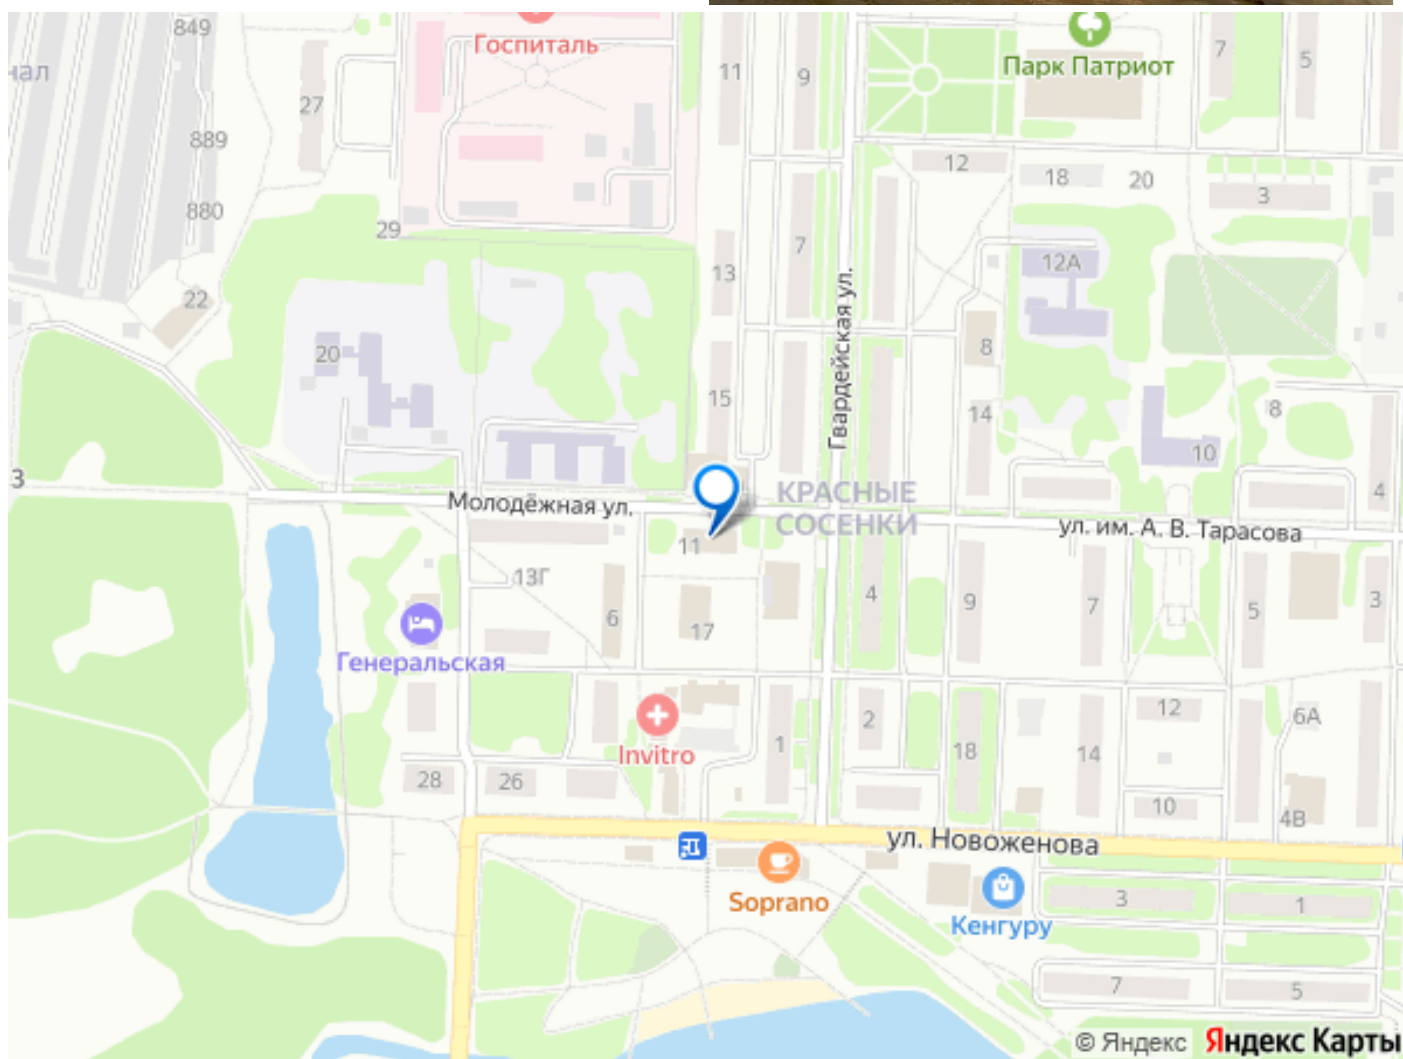 849
Госпиталь
11
9
Парк Патриот
7
5
нал
27
889
12
18
20
3
880
29
7
13
12А
22
Гвардейская ул.
20
8
15
14
8
10
3
КРАСНЫЕ
СОСЕНКИ
4
Молодёжная ул.
ул. им. А. В. Тарасова
11
13Г
6
17
4
9
7
5
3
Генеральская
Invitro
1
2
18
14
12
6А
28
26
10
4В
ул. Новоженова
Soprano
Кенгуру
3
1
7
5
© Яндекс Яндекс Карты